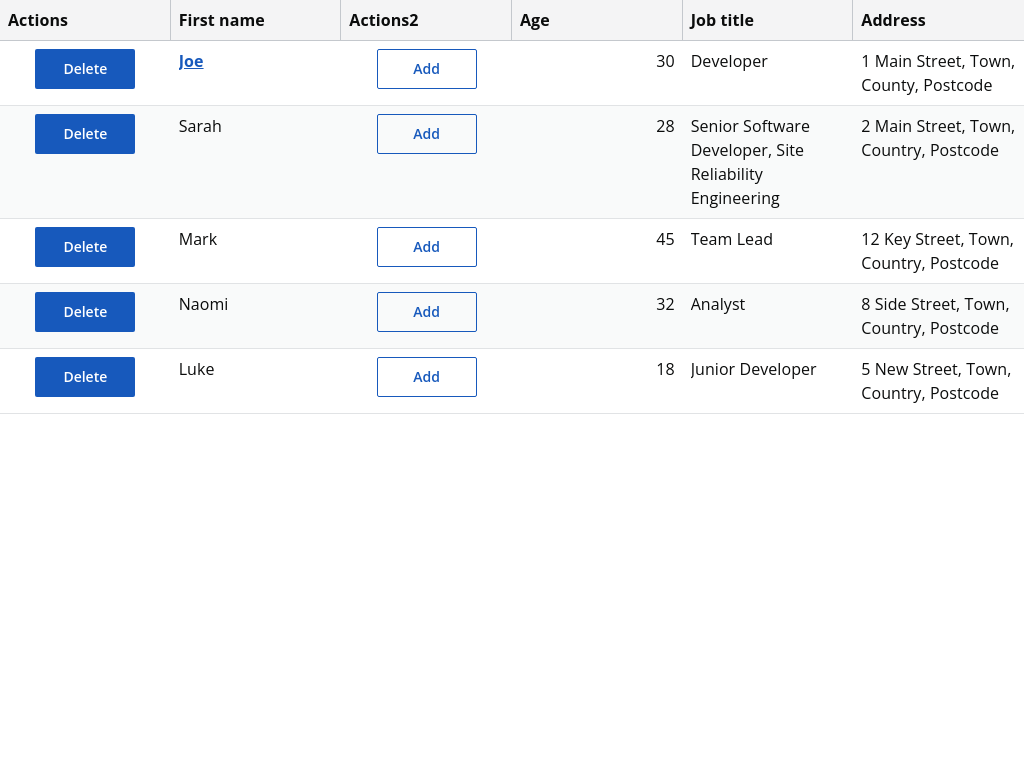 Actions First name Actions2 Age Job title Address
Delete Joe Add 30 Developer 1 Main Street, Town,
County, Postcode
Delete Sarah Add 28 Senior Software 2 Main Street, Town,
Developer, Site Country, Postcode
Reliability
Engineering
Delete Mark Add 45 Team Lead 12 Key Street, Town,
Country, Postcode
Delete Naomi Add 32 Analyst 8 Side Street, Town,
Country, Postcode
Delete Luke Add 18 Junior Developer 5 New Street, Town,
Country, Postcode